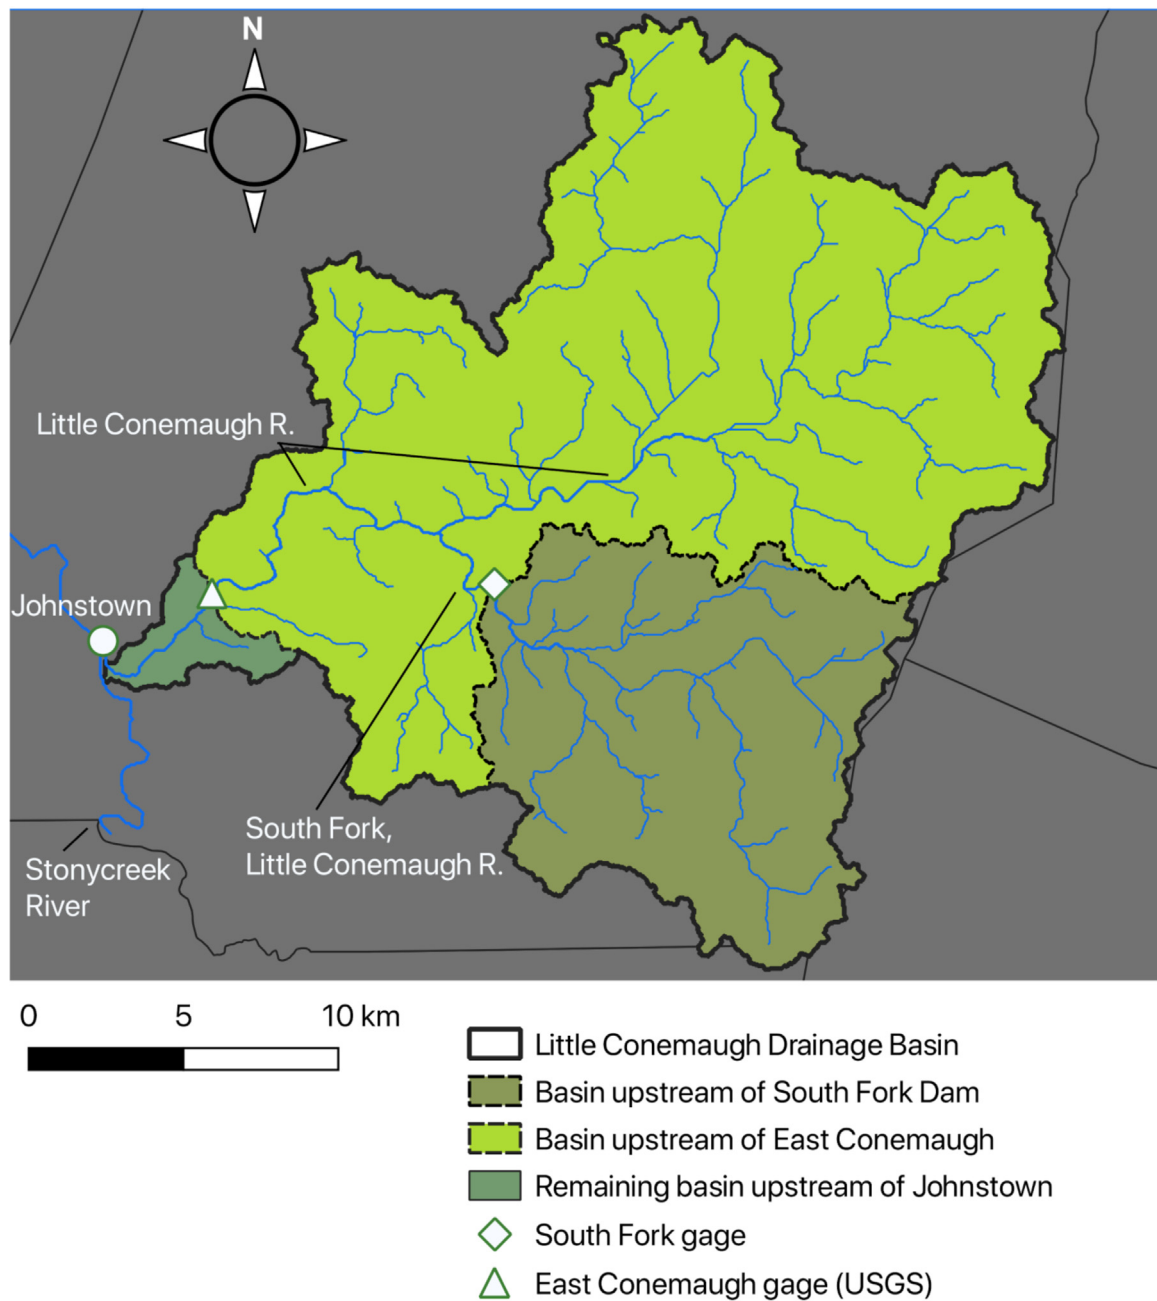 N
Little Conemaugh R.
Johnstown
South Fork,
Little Conemaugh R.
Stonycreek
River
0 5 10 km
Little Conemaugh Drainage Basin
Basin upstream of South Fork Dam
Basin upstream of East Conemaugh
Remaining basin upstream of Johnstown
South Fork gage
East Conemaugh gage (USGS)